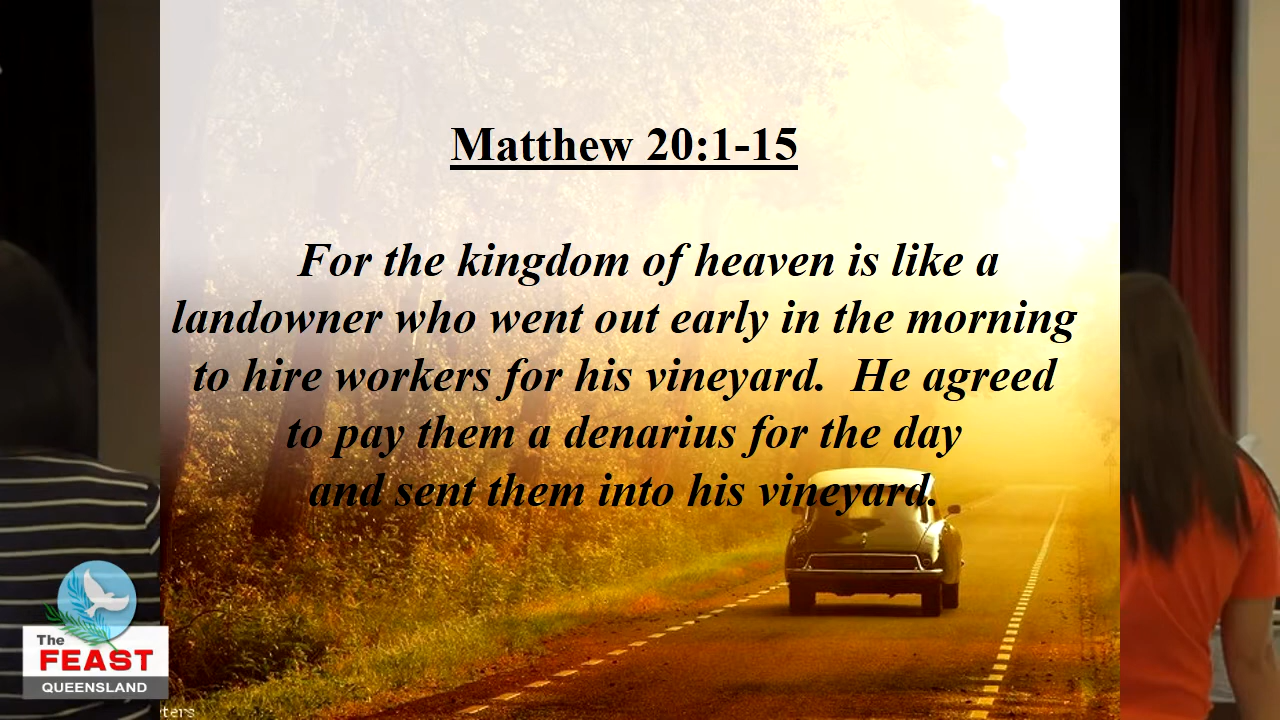 Matthew 20:1-15
For the kingdom of heaven is like a
landowner who went out early in the morning
to hire workers for his vineyard.  He agreed
to pay them a denarius for the day
and sent them into his vineyard.
The
FEAST
QUEENSLAND
ters